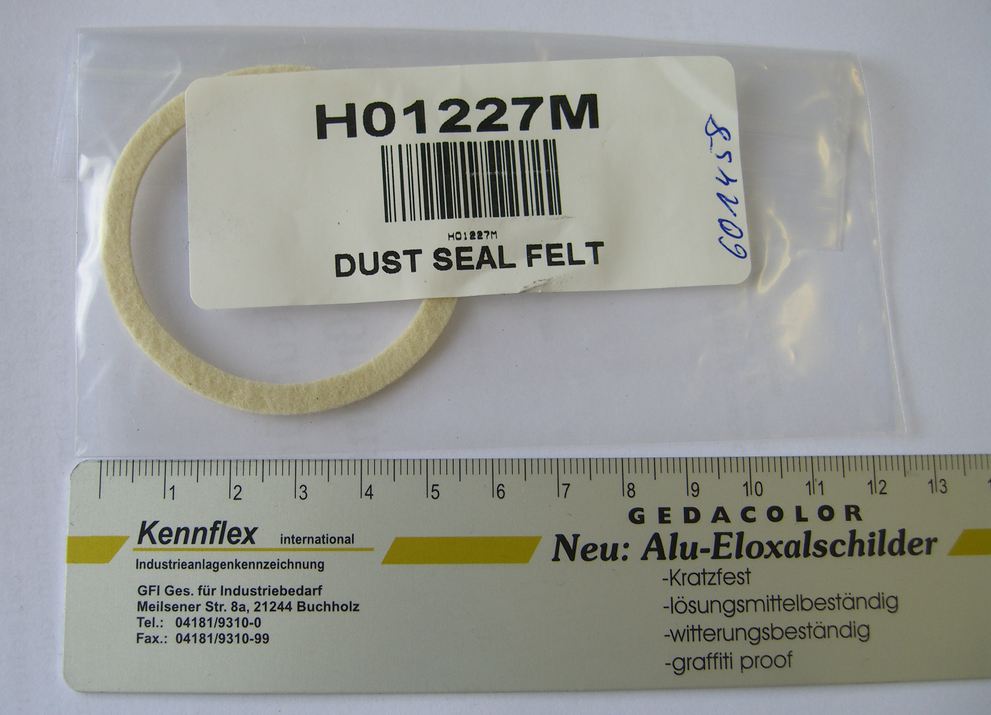 H01227M
H01227M
DUST SEAL FELT
601458
1 2 3 4 5 6 7 8 9 10 11 12 13
GEDACOLOR
Kennflex international
Neu: Alu-Eloxalschilder
Industrieanlagenkennzeichnung
-Kratzfest
GFI Ges. für Industriebedarf
-lösungsmittelbeständig
Meilsener Str. 8a, 21244 Buchholz
Tel.: 04181/9310-0
-witterungsbeständig
Fax.: 04181/9310-99
-graffiti proof